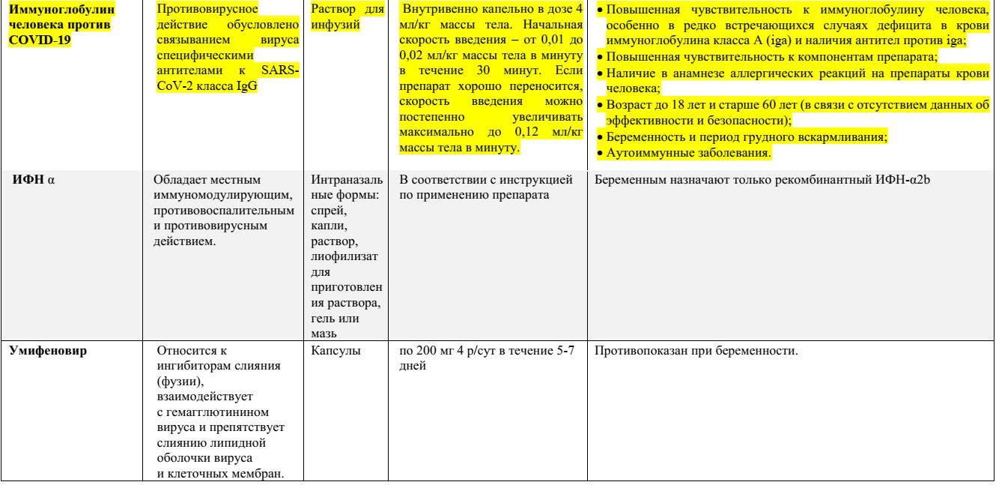 Иммуноглобулин
человека против
COVID-19
Противовирусное
действие обусловлено
связыванием вируса
специфическими
антителами к SARS-
CoV-2 класса IgG
Раствор для
инфузий
Внутривенно капельно в дозе 4
мл/кг массы тела. Начальная
скорость введения – от 0,01 до
0,02 мл/кг массы тела в минуту
в течение 30 минут. Если
препарат хорошо переносится,
скорость введения можно
постепенно увеличивать
максимально до 0,12 мл/кг
массы тела в минуту.
• Повышенная чувствительность к иммуноглобулину человека,
особенно в редко встречающихся случаях дефицита в крови
иммуноглобулина класса А (iga) и наличия антител против iga;
• Повышенная чувствительность к компонентам препарата;
• Наличие в анамнезе аллергических реакций на препараты крови
человека;
• Возраст до 18 лет и старше 60 лет (в связи с отсутствием данных об
эффективности и безопасности);
• Беременность и период грудного вскармливания;
• Аутоиммунные заболевания.
ИФН α
Обладает местным
иммуномодулирующим,
противовоспалительным
и противовирусным
действием.
Интраназаль
ные формы:
спрей,
капли,
раствор,
лиофилизат
для
приготовлен
ия раствора,
гель или
мазь
В соответствии с инструкцией
по применению препарата
Беременным назначают только рекомбинантный ИФН-α2b
Умифеновир
Относится к
ингибиторам слияния
(фузии),
взаимодействует
с гемагглютинином
вируса и препятствует
слиянию липидной
оболочки вируса
и клеточных мембран.
Капсулы
по 200 мг 4 р/сут в течение 5-7
дней
Противопоказан при беременности.